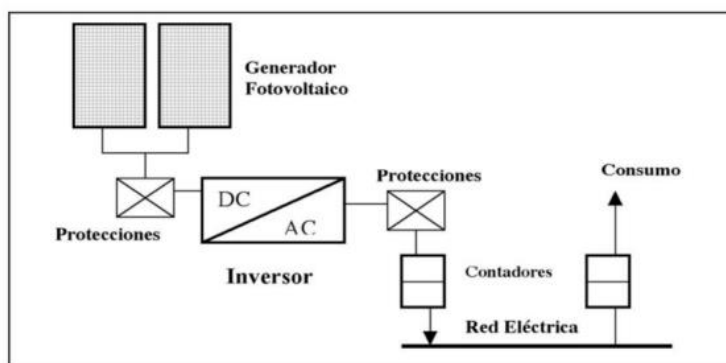 Generador
Fotovoltaico
Protecciones
DC
AC
Inversor
Protecciones
Consumo
Contadores
Red Eléctrica